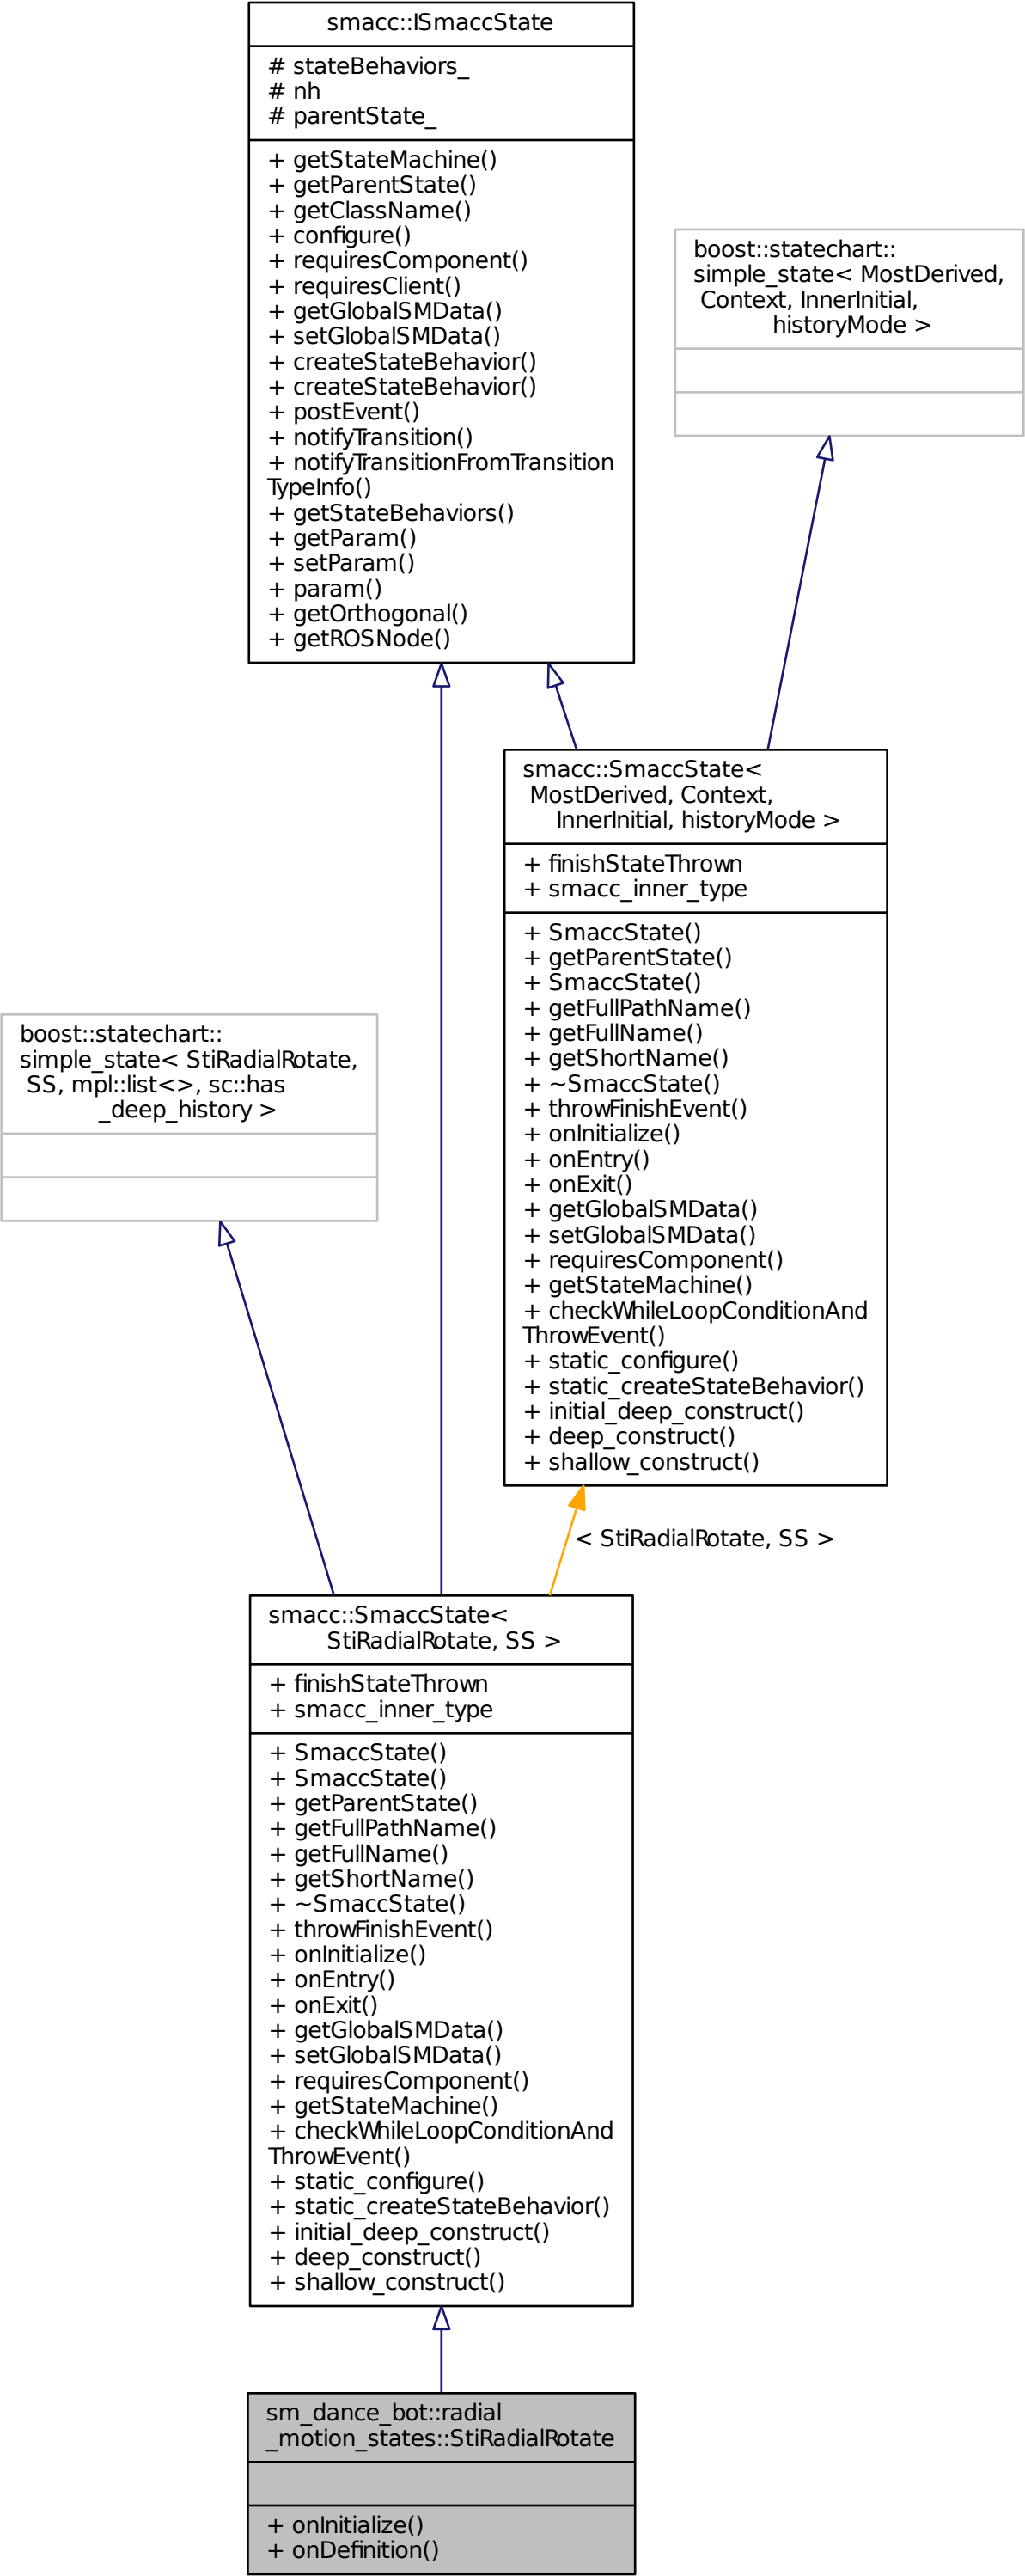 smacc::ISmaccState
# stateBehaviors_
# nh
# parentState_
+ getStateMachine()
+ getParentState()
+ getClassName()
+ configure()
+ requiresComponent()
+ requiresClient()
+ getGlobalSMData()
+ setGlobalSMData()
+ createStateBehavior()
+ createStateBehavior()
+ postEvent()
+ notifyTransition()
+ notifyTransitionFromTransition
TypeInfo()
+ getStateBehaviors()
+ getParam()
+ setParam()
+ param()
+ getOrthogonal()
+ getROSNode()
boost::statechart::
simple_state< MostDerived,
Context, InnerInitial,
historyMode >
smacc::SmaccState<
MostDerived, Context,
InnerInitial, historyMode >
+ finishStateThrown
+ smacc_inner_type
+ SmaccState()
+ getParentState()
+ SmaccState()
+ getFullPathName()
+ getFullName()
+ getShortName()
+ ~SmaccState()
+ throwFinishEvent()
+ onInitialize()
+ onEntry()
+ onExit()
+ getGlobalSMData()
+ setGlobalSMData()
+ requiresComponent()
+ getStateMachine()
+ checkWhileLoopConditionAnd
ThrowEvent()
+ static_configure()
+ static_createStateBehavior()
+ initial_deep_construct()
+ deep_construct()
+ shallow_construct()
boost::statechart::
simple_state< StiRadialRotate,
SS, mpl::list<>, sc::has
_deep_history >
< StiRadialRotate, SS >
smacc::SmaccState<
StiRadialRotate, SS >
+ finishStateThrown
+ smacc_inner_type
+ SmaccState()
+ SmaccState()
+ getParentState()
+ getFullPathName()
+ getFullName()
+ getShortName()
+ ~SmaccState()
+ throwFinishEvent()
+ onInitialize()
+ onEntry()
+ onExit()
+ getGlobalSMData()
+ setGlobalSMData()
+ requiresComponent()
+ getStateMachine()
+ checkWhileLoopConditionAnd
ThrowEvent()
+ static_configure()
+ static_createStateBehavior()
+ initial_deep_construct()
+ deep_construct()
+ shallow_construct()
sm_dance_bot::radial
_motion_states::StiRadialRotate
+ onInitialize()
+ onDefinition()